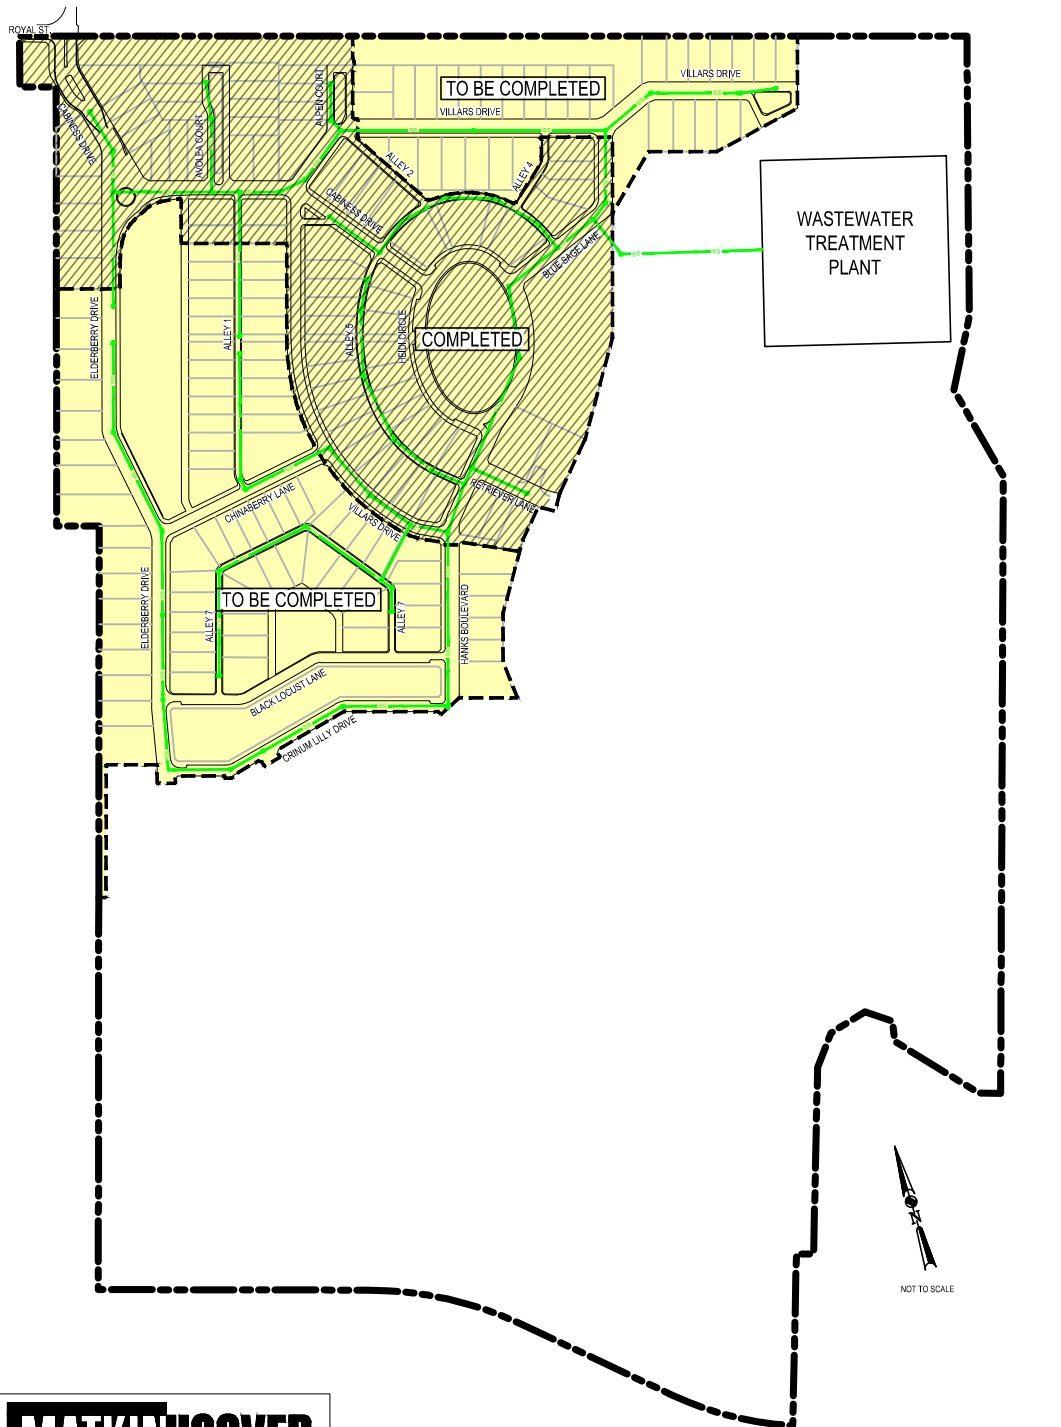 ROYAL ST.
VILLARS DRIVE
TO BE COMPLETED
ALPEN COURT
VILLARS DRIVE
CABINESS DRIVE
AVOLEA COURT
ALLEY 2
ALLEY 4
CABINESS DRIVE
WASTEWATER
TREATMENT
PLANT
BLUE SAGE LANE
ELDERBERRY DRIVE
ALLEY 1
ALLEY 5
HEIDI CIRCLE
COMPLETED
RETRIEVER LANE
CHINABERRY LANE
VILLARS DRIVE
ELDERBERRY DRIVE
TO BE COMPLETED
ALLEY 7
ALLEY 7
HANKS BOULEVARD
BLACK LOCUST LANE
CRINUM LILLY DRIVE
N
NOT TO SCALE
MATKINHOOVER